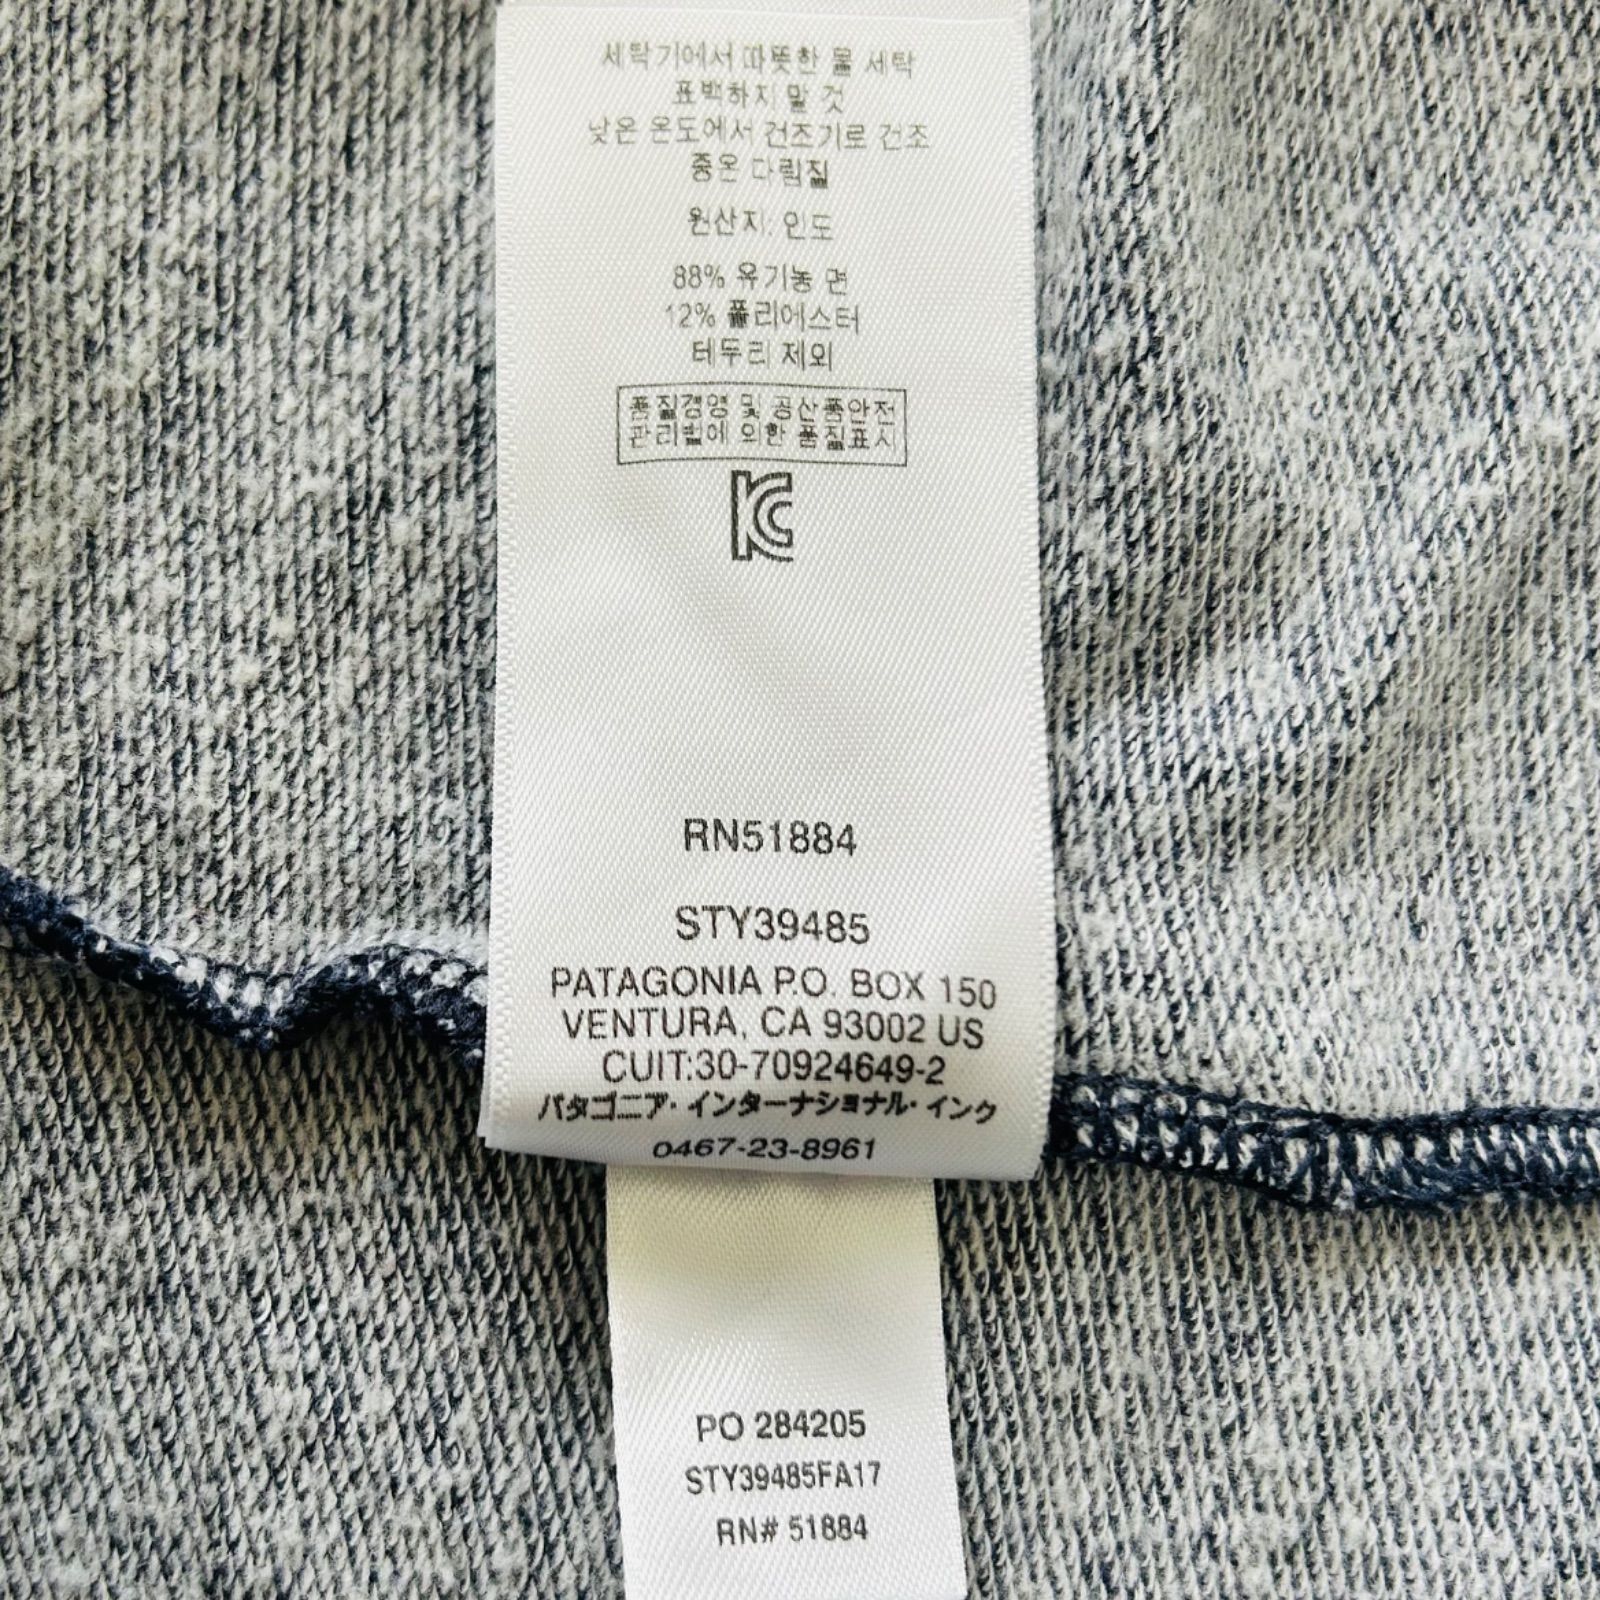 세탁기에서 따뜻한 물 세탁
표백하지 말 것
낮은 온도에서 건조기로 건조
중온 다림질
원산지: 인도
88% 유기농 면
12% 폴리에스터
테두리 제외
품질경영 및 공산품안전
관리법에 의한 품질표시
KC
RN51884
STY39485
PATAGONIA P.O. BOX 150
VENTURA, CA 93002 US
CUIT:30-70924649-2
パタゴニア・インターナショナル・インク
0467-23-8961
PO 284205
STY39485FA17
RN# 51884